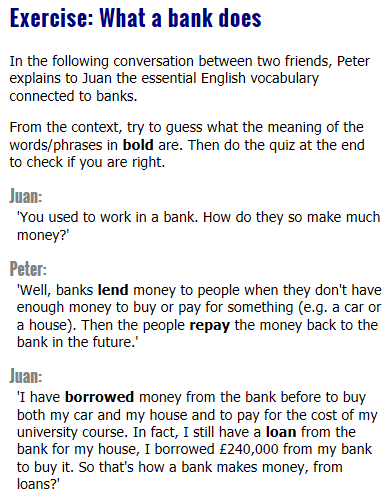 Exercise: What a bank does
In the following conversation between two friends, Peter
explains to Juan the essential English vocabulary
connected to banks.
From the context, try to guess what the meaning of the
words/phrases in bold are. Then do the quiz at the end
to check if you are right.
Juan:
'You used to work in a bank. How do they so make much
money?'
Peter:
'Well, banks lend money to people when they don't have
enough money to buy or pay for something (e.g. a car or
a house). Then the people repay the money back to the
bank in the future.'
Juan:
'I have borrowed money from the bank before to buy
both my car and my house and to pay for the cost of my
university course. In fact, I still have a loan from the
bank for my house, I borrowed £240,000 from my bank
to buy it. So that's how a bank makes money, from
loans?'